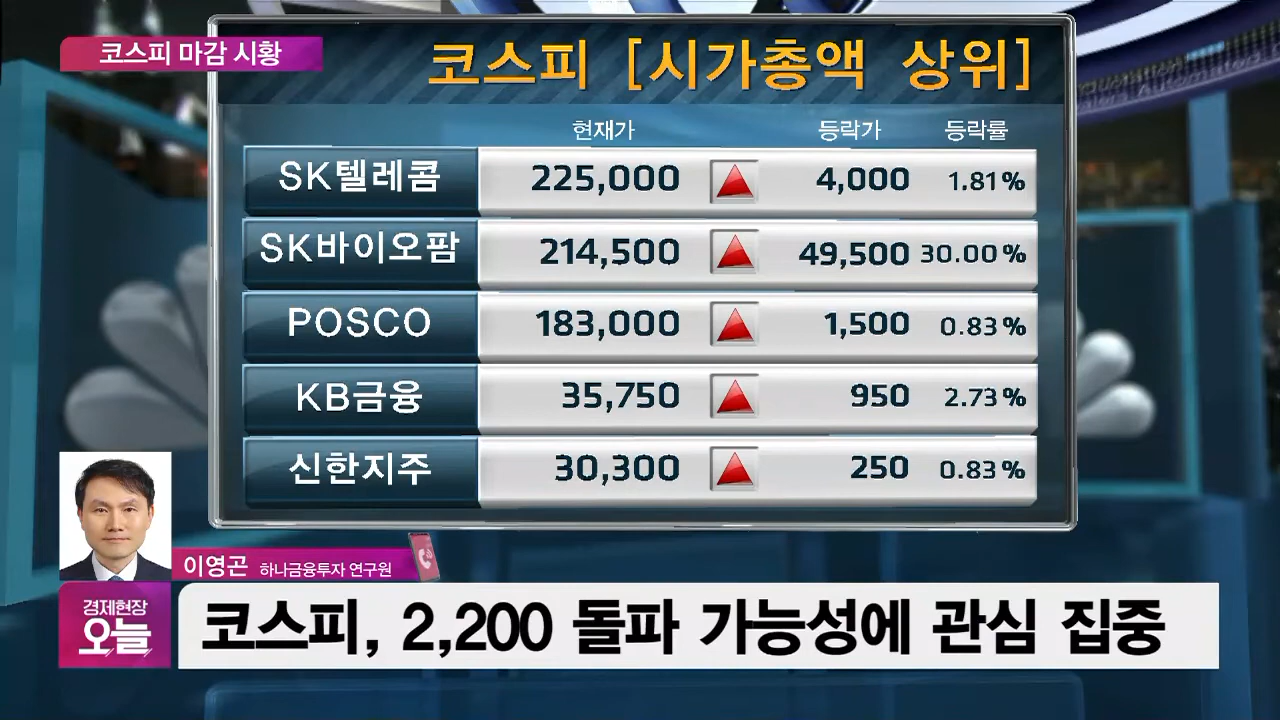 코스피 마감 시황
코스피 [시가총액 상위]
현재가 등락가 등락률
SK텔레콤 225,000 ▲ 4,000 1.81%
SK바이오팜 214,500 ▲ 49,500 30.00%
POSCO 183,000 ▲ 1,500 0.83%
KB금융 35,750 ▲ 950 2.73%
신한지주 30,300 ▲ 250 0.83%
이영곤 하나금융투자 연구원
경제현장
오늘
코스피, 2,200 돌파 가능성에 관심 집중